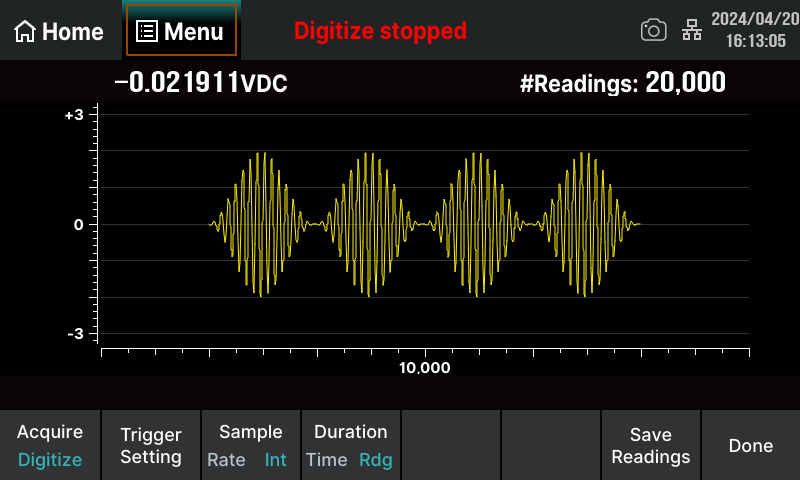 Home Menu Digitize stopped 2024/04/20
16:13:05
−0.021911VDC #Readings: 20,000
+3
0
-3
10,000
Acquire Trigger Sample Duration Save Done
Digitize Setting Rate Int Time Rdg Readings